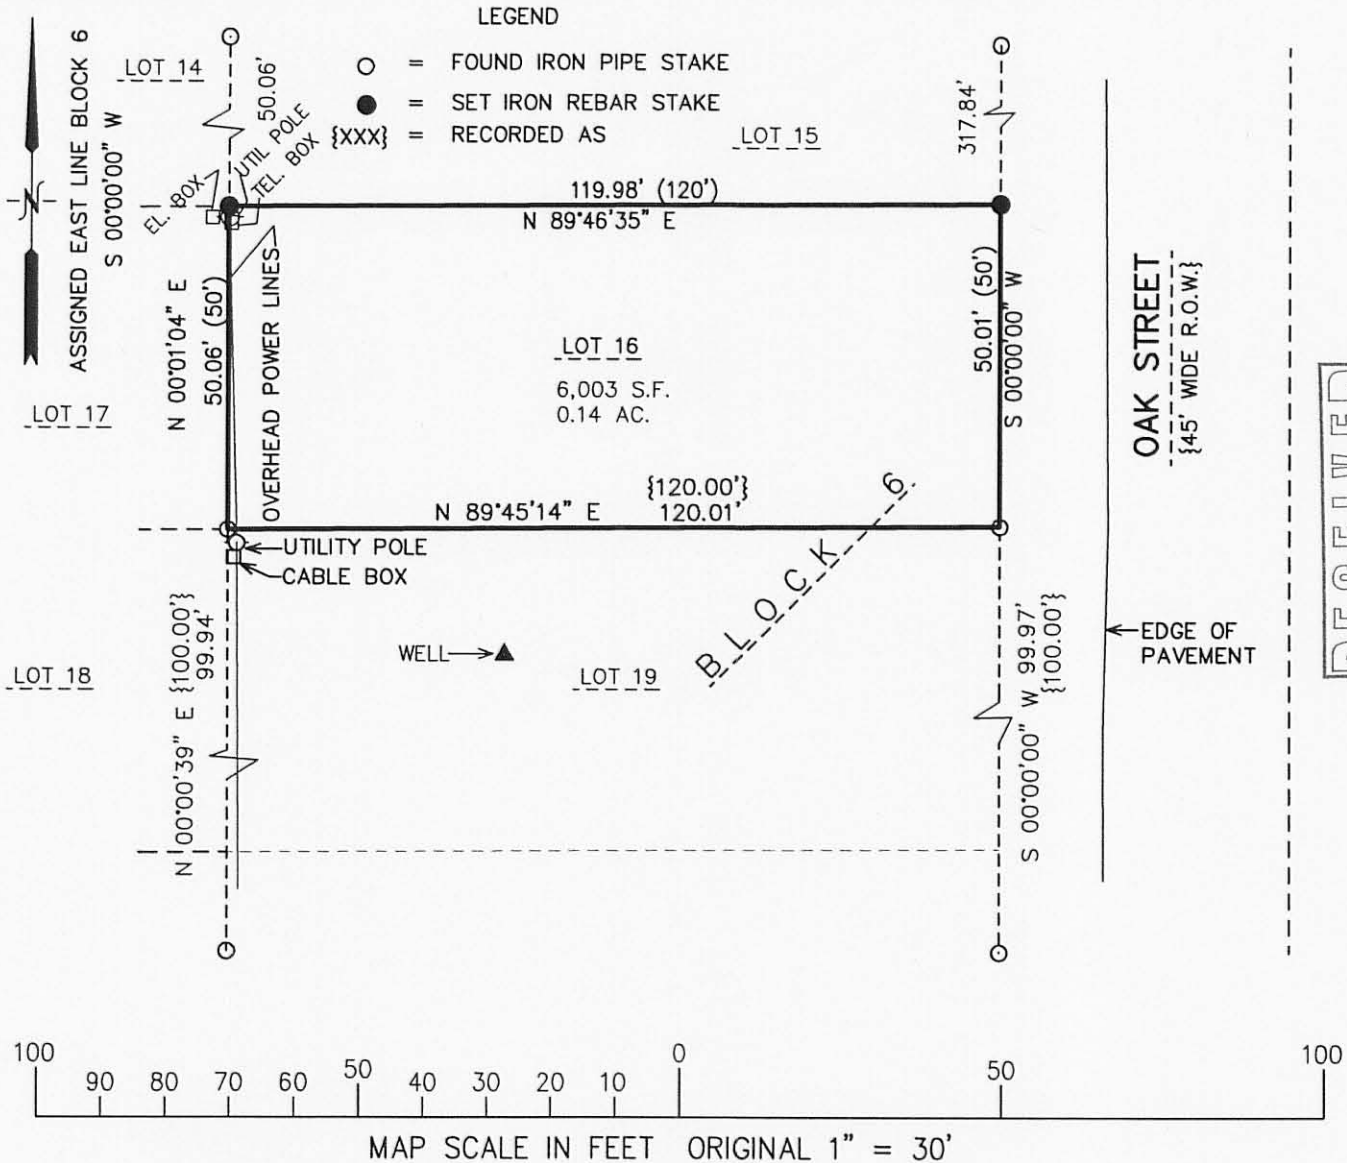 LEGEND
○ = FOUND IRON PIPE STAKE
● = SET IRON REBAR STAKE
{XXX} = RECORDED AS
ASSIGNED EAST LINE BLOCK 6
S 00°00'00" W
N
LOT 14
50.06'
LOT 15
317.84'
EL. BOX
UTIL POLE
TEL. BOX
119.98' (120')
N 89°46'35" E
N 00°01'04" E
50.06' (50')
OVERHEAD POWER LINES
LOT 16
6,003 S.F.
0.14 AC.
50.01' (50')
S 00°00'00" W
OAK STREET
{45' WIDE R.O.W.}
LOT 17
{120.00'}
N 89°45'14" E 120.01'
UTILITY POLE
CABLE BOX
BLOCK 6
N 00°00'39" E {100.00'}
99.94'
WELL
LOT 18
LOT 19
S 00°00'00" W 99.97'
{100.00'}
EDGE OF
PAVEMENT
100 90 80 70 60 50 40 30 20 10 0 50 100
MAP SCALE IN FEET ORIGINAL 1" = 30'